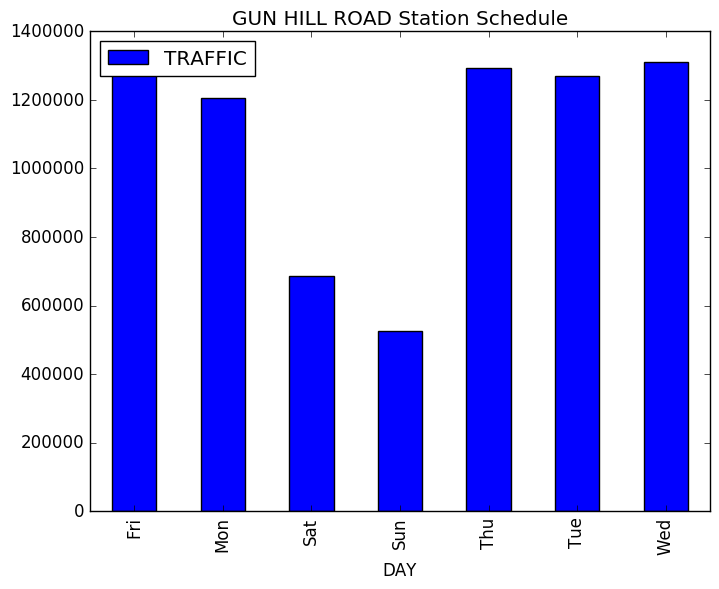 GUN HILL ROAD Station Schedule
TRAFFIC
1400000
1200000
1000000
800000
600000
400000
200000
0
Fri
Mon
Sat
Sun
Thu
Tue
Wed
DAY